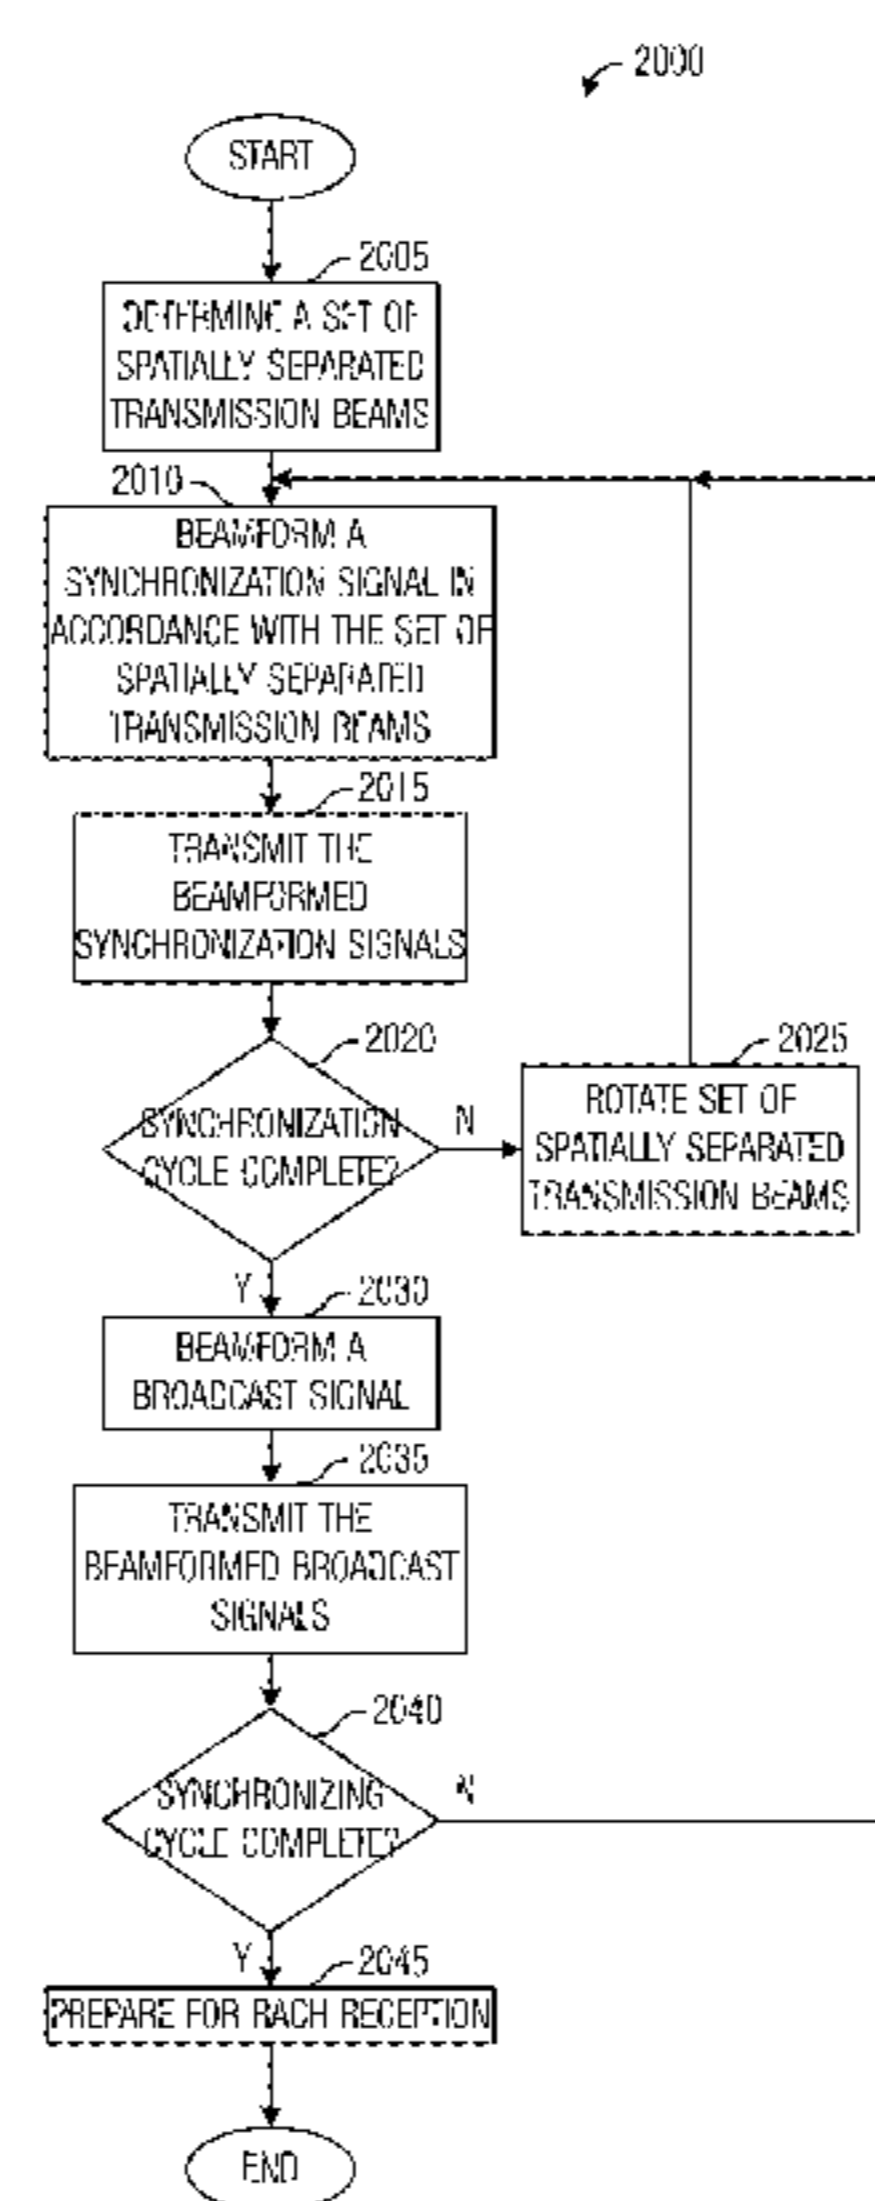 2000
START
2005
DETERMINE A SET OF
SPATIALLY SEPARATED
TRANSMISSION BEAMS
2010
BEAMFORM A
SYNCHRONIZATION SIGNAL IN
ACCORDANCE WITH THE SET OF
SPATIALLY SEPARATED
TRANSMISSION BEAMS
2015
TRANSMIT THE
BEAMFORMED
SYNCHRONIZATION SIGNALS
2020
SYNCHRONIZATION
CYCLE COMPLETE?
N
2025
ROTATE SET OF
SPATIALLY SEPARATED
TRANSMISSION BEAMS
Y
2030
BEAMFORM A
BROADCAST SIGNAL
2035
TRANSMIT THE
BEAMFORMED BROADCAST
SIGNALS
2040
SYNCHRONIZING
CYCLE COMPLETE?
N
Y
2045
PREPARE FOR RACH RECEPTION
END